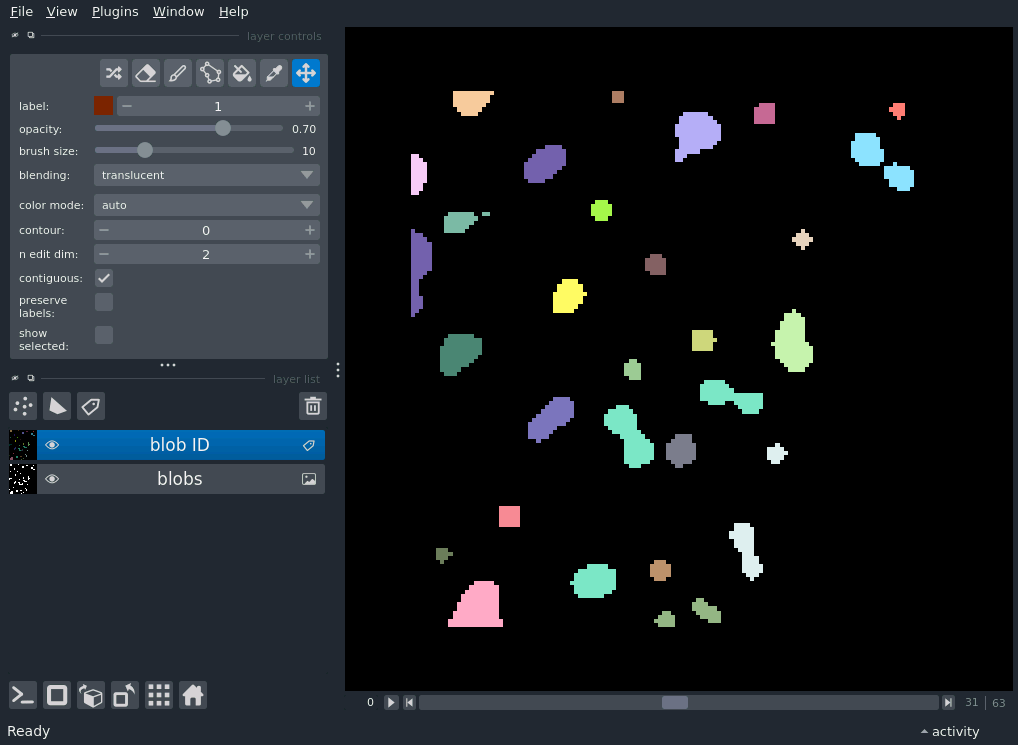 File View Plugins Window Help
layer controls
label: 1
opacity: 0.70
brush size: 10
blending: translucent
color mode: auto
contour: 0
n edit dim: 2
contiguous:
preserve
labels:
show
selected:
layer list
blob ID
blobs
0 31 63
Ready activity